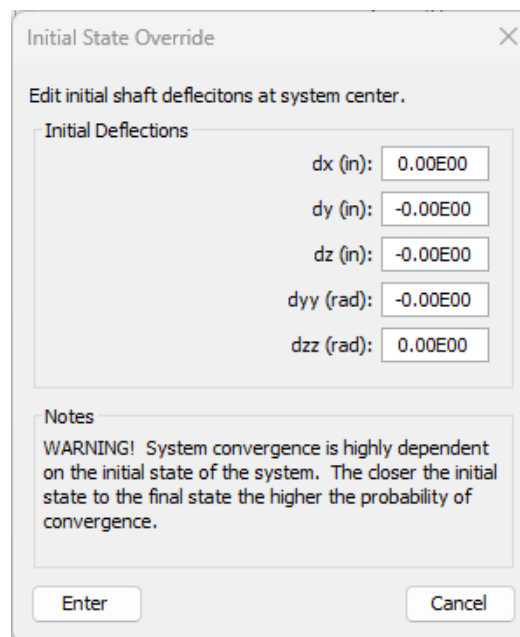 Initial State Override
Edit initial shaft deflecitons at system center.
Initial Deflections
dx (in): 0.00E00
dy (in): -0.00E00
dz (in): -0.00E00
dyy (rad): -0.00E00
dzz (rad): 0.00E00
Notes
WARNING! System convergence is highly dependent
on the initial state of the system. The closer the initial
state to the final state the higher the probability of
convergence.
Enter Cancel